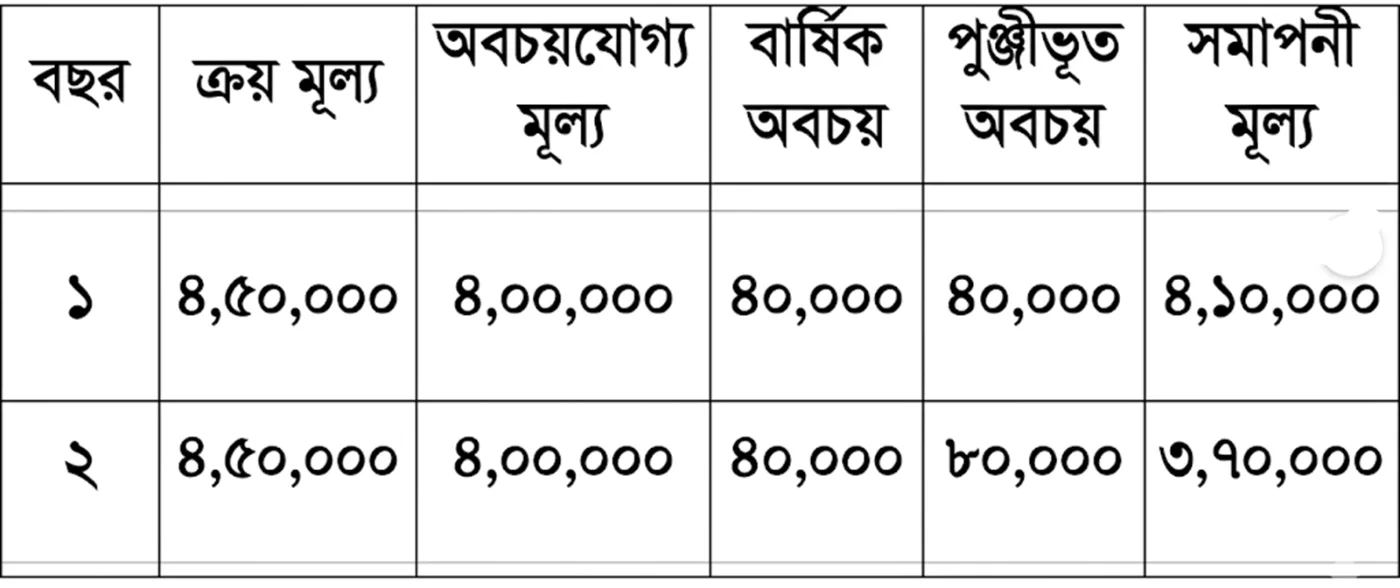 বছর ক্রয় মূল্য অবচয়যোগ্য মূল্য বার্ষিক অবচয় পুঞ্জীভূত অবচয় সমাপনী মূল্য
১ ৪,৫০,০০০ ৪,০০,০০০ ৪০,০০০ ৪০,০০০ ৪,১০,০০০
২ ৪,৫০,০০০ ৪,০০,০০০ ৪০,০০০ ৮০,০০০ ৩,৭০,০০০